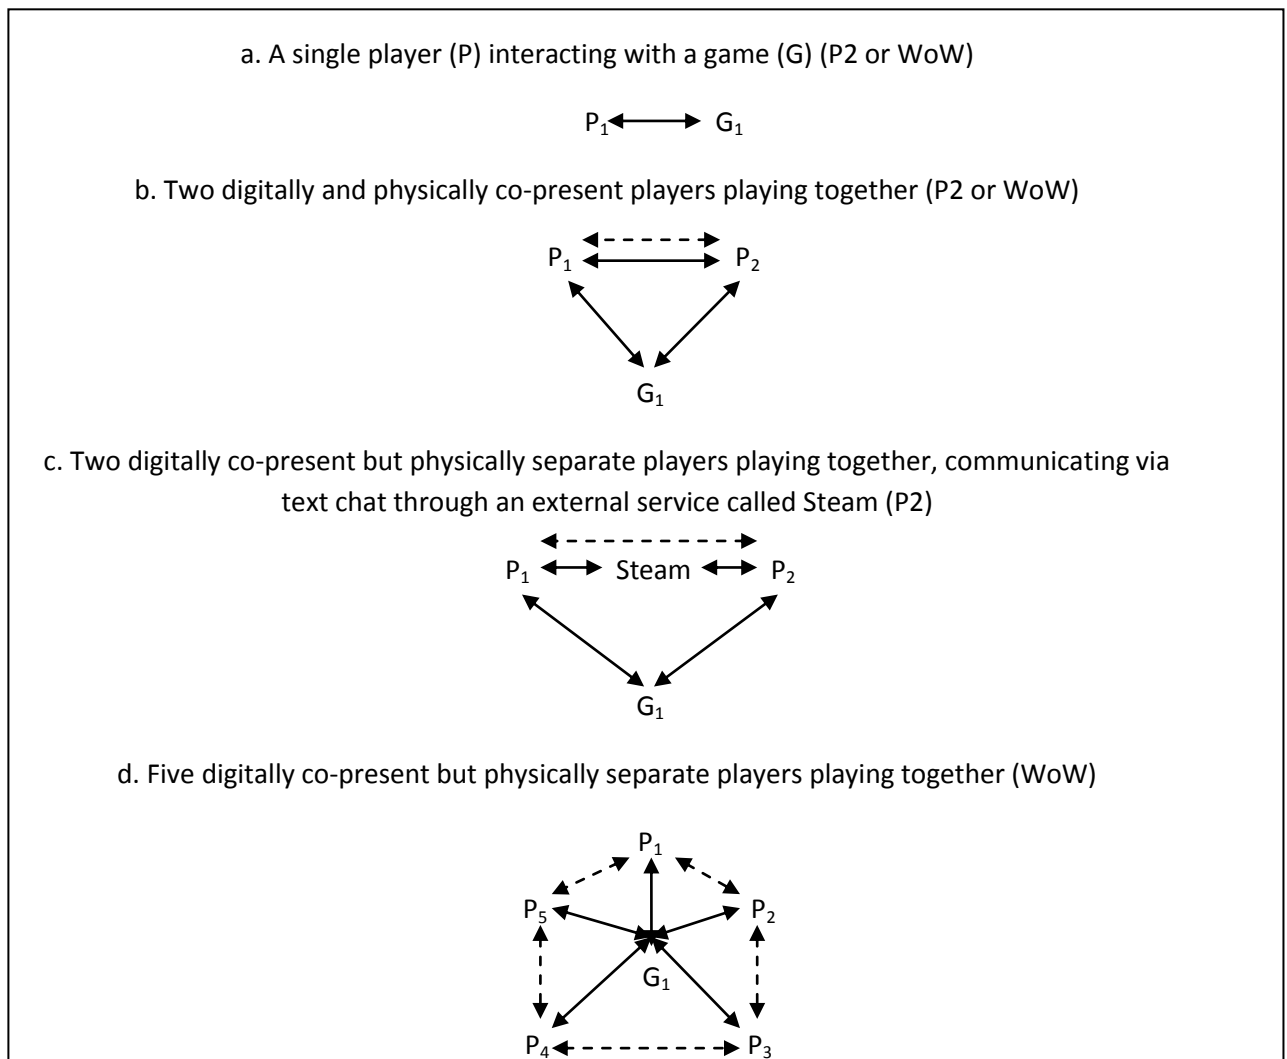 a. A single player (P) interacting with a game (G) (P2 or WoW)
P₁ G₁
b. Two digitally and physically co-present players playing together (P2 or WoW)
P₁ P₂
G₁
c. Two digitally co-present but physically separate players playing together, communicating via
text chat through an external service called Steam (P2)
P₁ Steam P₂
G₁
d. Five digitally co-present but physically separate players playing together (WoW)
P₁
P₅ P₂
G₁
P₄ P₃